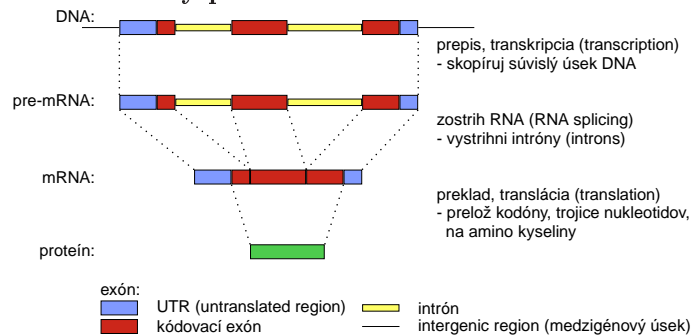 DNA:
prepis, transkripcia (transcription)
- skopíruj súvislý úsek DNA
pre-mRNA:
zostrih RNA (RNA splicing)
- vystrihni intróny (introns)
mRNA:
preklad, translácia (translation)
- prelož kodóny, trojice nukleotidov,
na amino kyseliny
proteín:
exón:
UTR (untranslated region)
intrón
kódovací exón
intergenic region (medzigénový úsek)